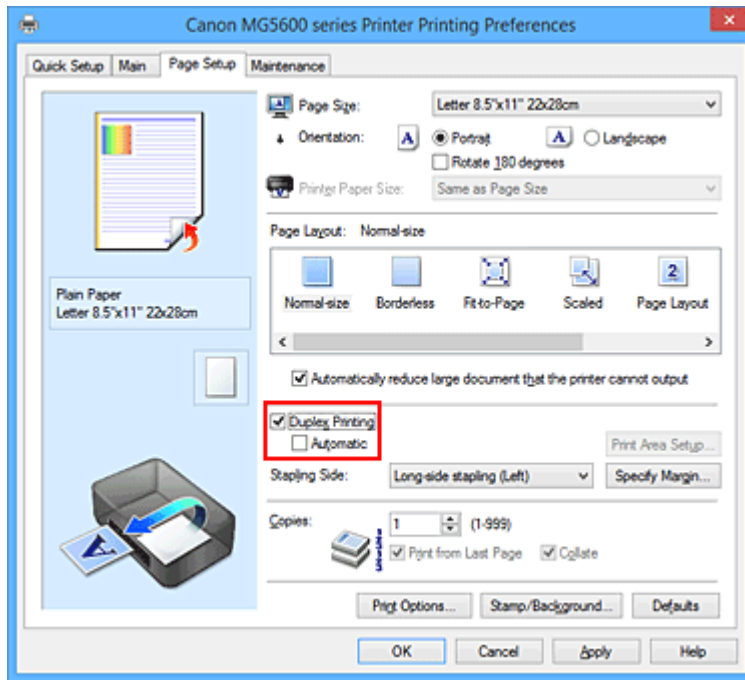 Canon MG5600 series Printer Printing Preferences
Quick Setup Main Page Setup Maintenance
Page Size: Letter 8.5"x11" 22x28cm
Orientation: A Portrait A Landscape
Rotate 180 degrees
Printer Paper Size: Same as Page Size
Page Layout: Normal-size
2
Normal-size Borderless Fit-to-Page Scaled Page Layout
Plain Paper
Letter 8.5"x11" 22x28cm
Automatically reduce large document that the printer cannot output
Duplex Printing
Automatic
Print Area Setup...
Stapling Side: Long-side stapling (Left) Specify Margin...
Copies: 1 (1-999)
Print from Last Page Collate
A
Print Options... Stamp/Background... Defaults
OK Cancel Apply Help